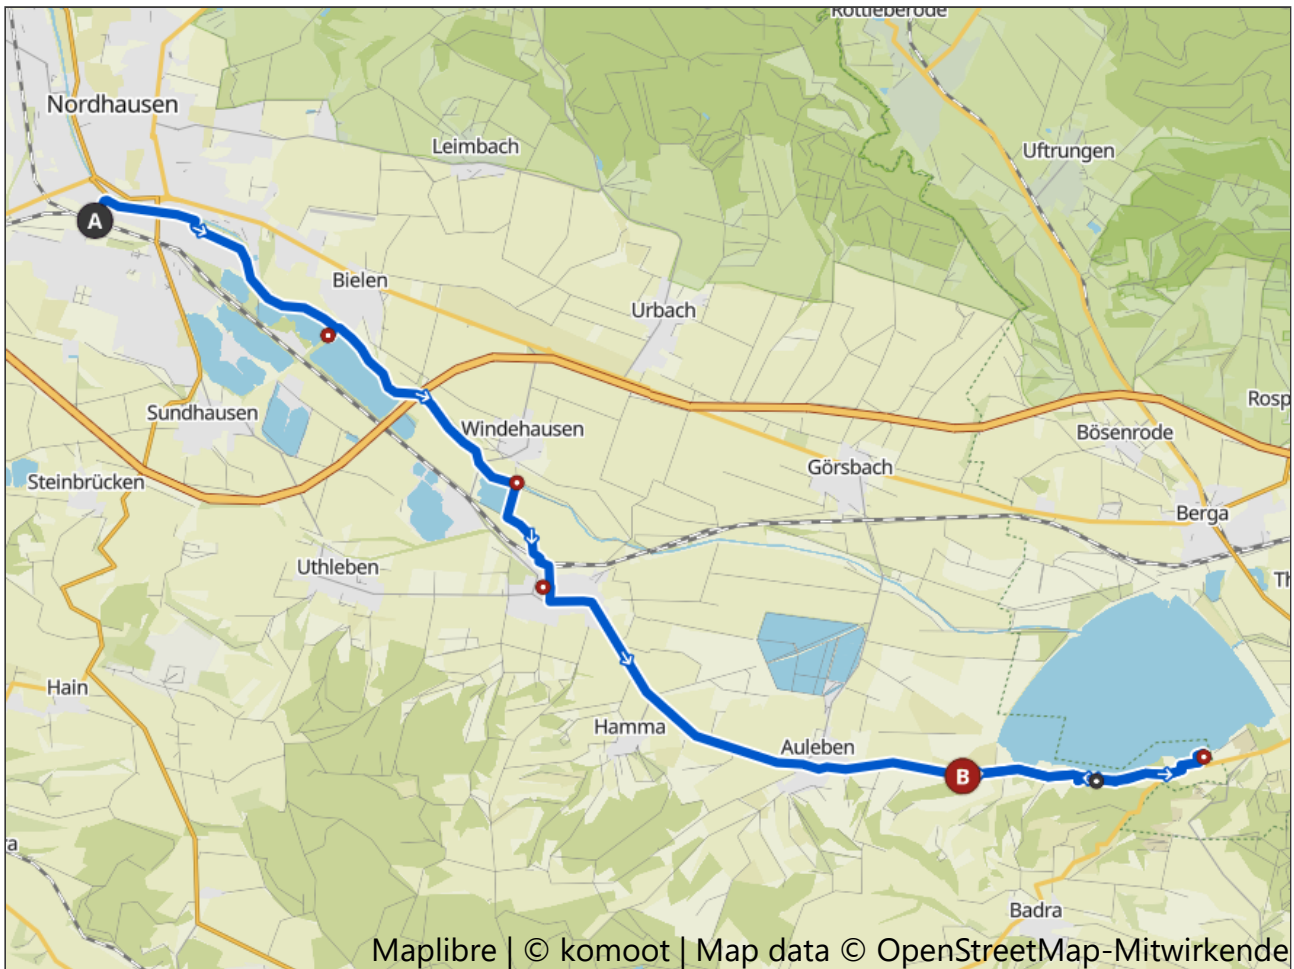 Rottleberode
Nordhausen
Leimbach
Uftrungen
A
Bielen
Urbach
Rosp
Sundhausen
Windehausen
Bösenrode
Görsbach
Steinbrücken
Berga
Uthleben
Th
Hain
Hamma
Auleben
B
a
Badra
Maplibre | © komoot | Map data © OpenStreetMap-Mitwirkende